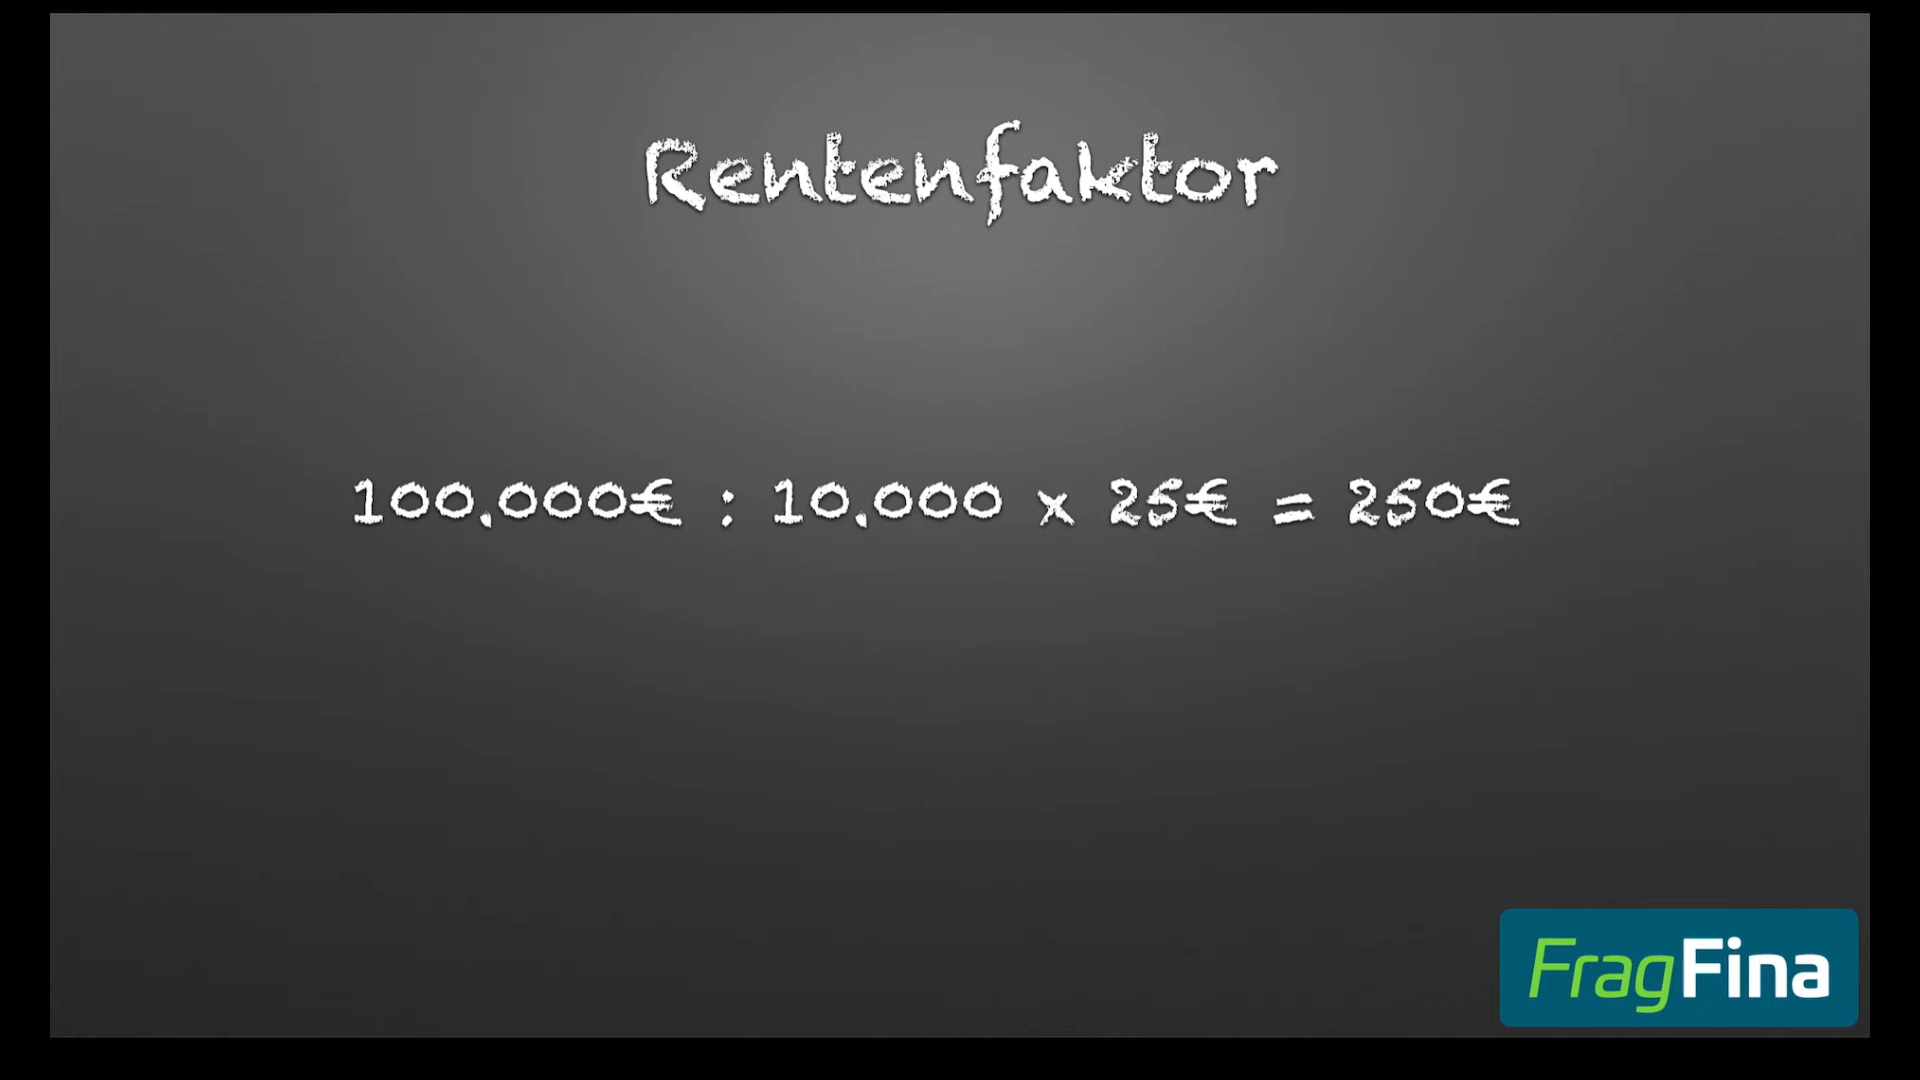 Rentenfaktor
100.000€ : 10.000 x 25€ = 250€
FragFina